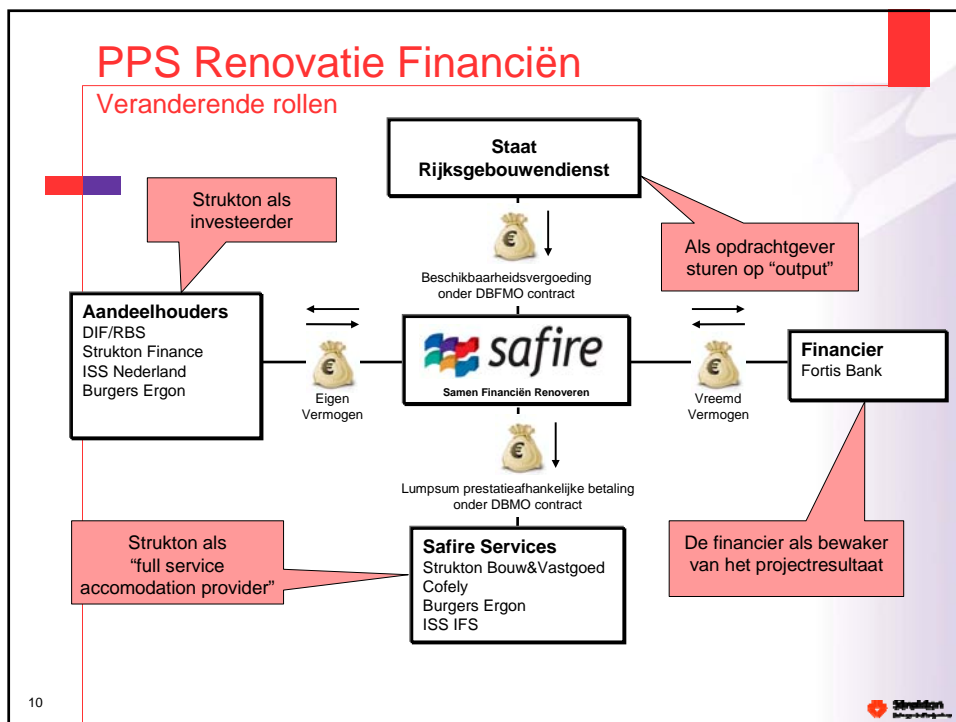 PPS Renovatie Financiën
Veranderende rollen
Staat
Rijksgebouwendienst
Strukton als
investeerder
€
Als opdrachtgever
sturen op “output”
Beschikbaarheidsvergoeding
onder DBFMO contract
Aandeelhouders
DIF/RBS
Strukton Finance
ISS Nederland
Burgers Ergon
€
Eigen
Vermogen
safire
Samen Financiën Renoveren
€
Vreemd
Vermogen
Financier
Fortis Bank
€
Lumpsum prestatieafhankelijke betaling
onder DBMO contract
Strukton als
“full service
accomodation provider”
Safire Services
Strukton Bouw&Vastgoed
Cofely
Burgers Ergon
ISS IFS
De financier als bewaker
van het projectresultaat
10